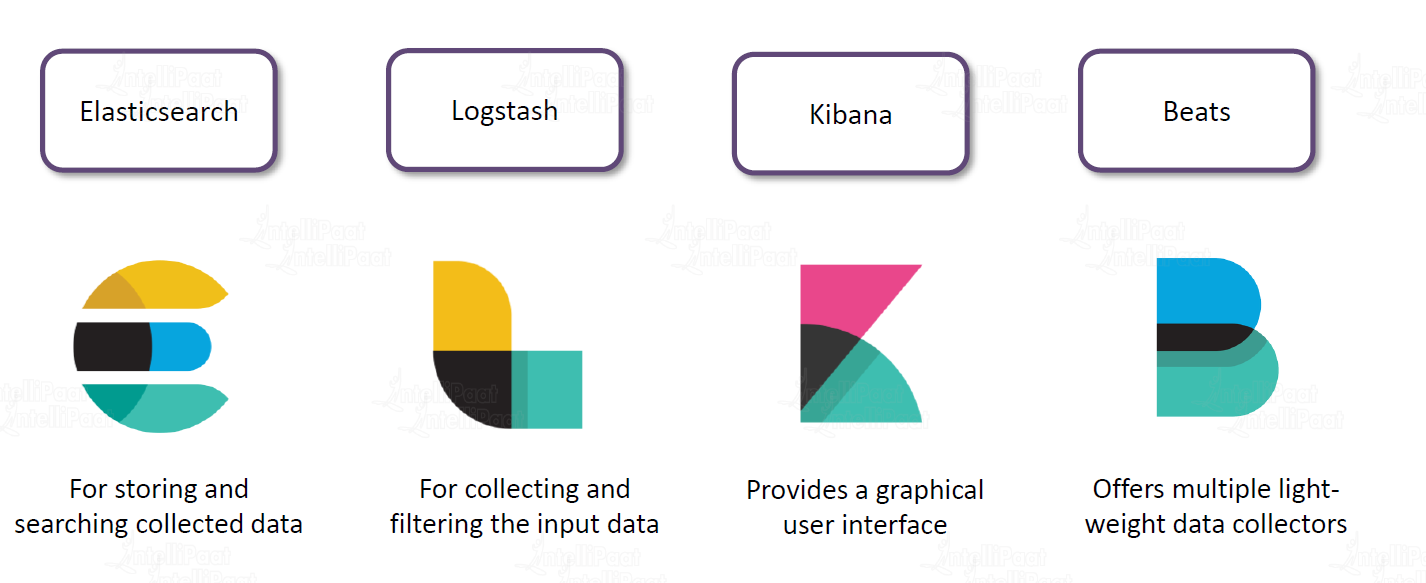 Elasticsearch
Logstash
Kibana
Beats
For storing and
searching collected data
For collecting and
filtering the input data
Provides a graphical
user interface
Offers multiple light-
weight data collectors
IntelliPaat